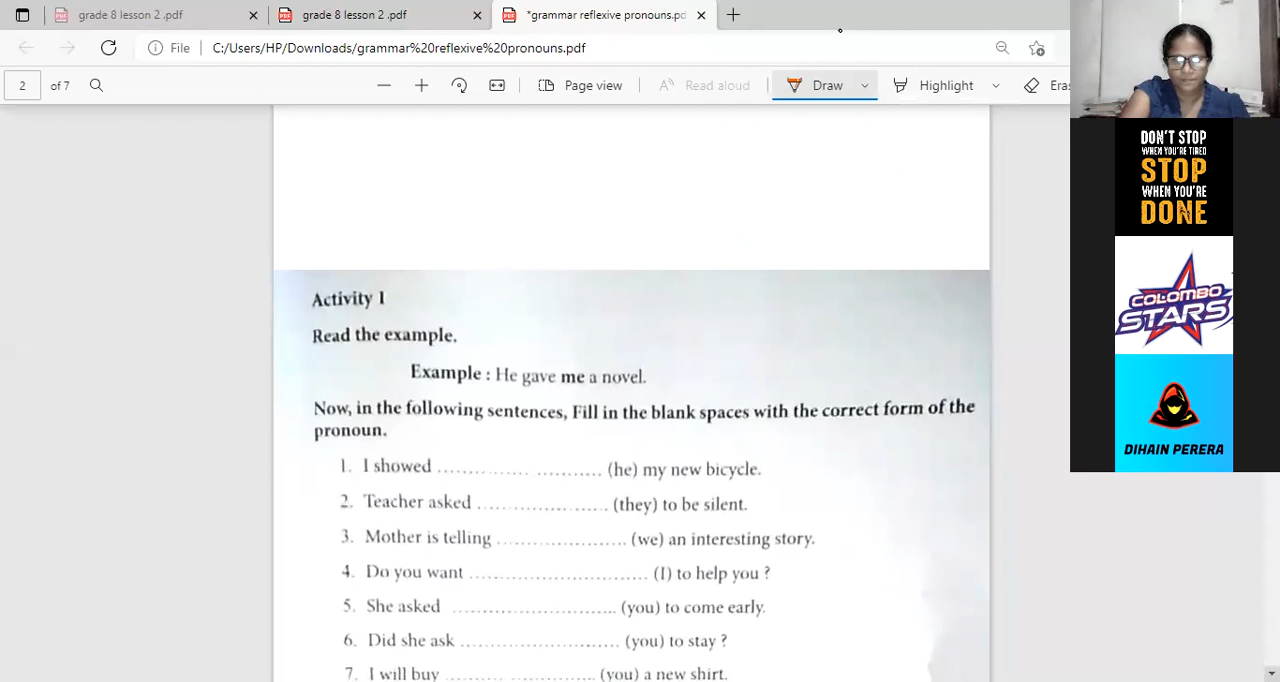 grade 8 lesson 2 .pdf
grade 8 lesson 2 .pdf
*grammar reflexive pronouns.pd
File
C:/Users/HP/Downloads/grammar%20reflexive%20pronouns.pdf
2 of 7
Page view
Read aloud
Draw
Highlight
Eras
DON'T STOP
WHEN YOU'RE TIRED
STOP
WHEN YOU'RE
DONE
COLOMBO
STARS
DIHAIN PERERA
Activity 1
Read the example.
Example : He gave me a novel.
Now, in the following sentences, Fill in the blank spaces with the correct form of the
pronoun.
1. I showed ........................... (he) my new bicycle.
2. Teacher asked ...................... (they) to be silent.
3. Mother is telling ...................... (we) an interesting story.
4. Do you want .............................. (I) to help you ?
5. She asked ........................... (you) to come early.
6. Did she ask ........................... (you) to stay ?
7. I will buy ........................... (you) a new shirt.